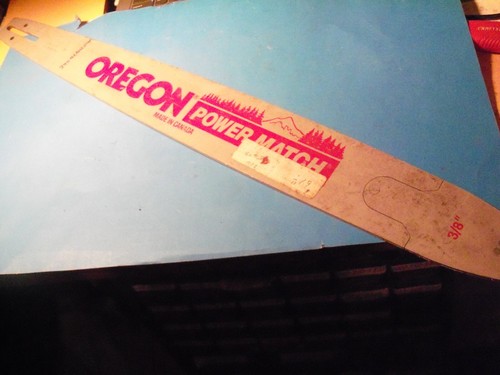 OREGON
MADE IN CANADA
POWER MATCH
3/8"